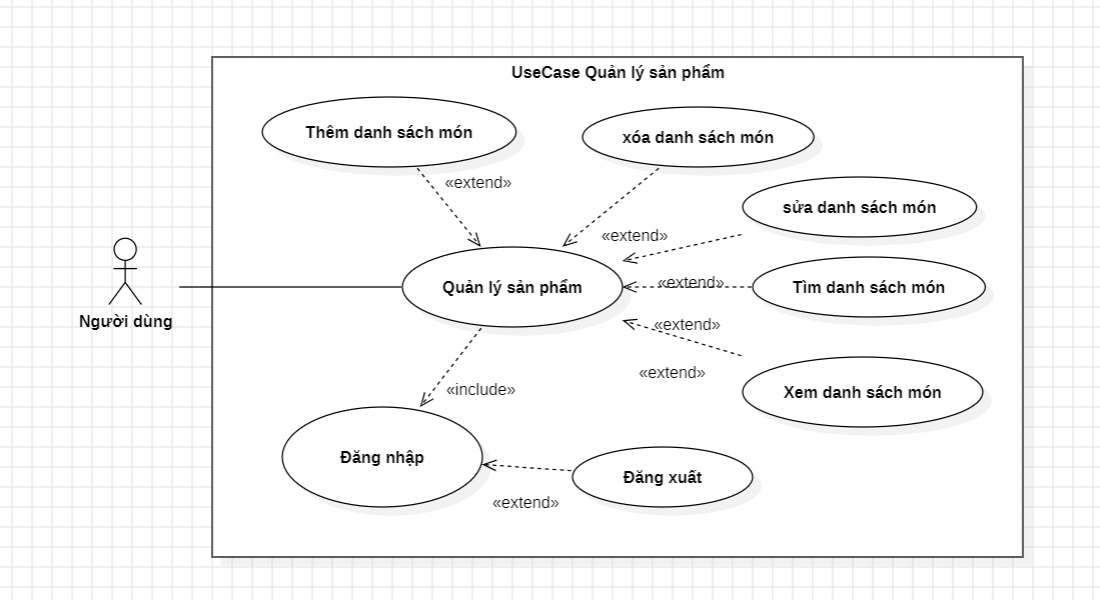 UseCase Quản lý sản phẩm
Thêm danh sách món
xóa danh sách món
«extend»
sửa danh sách món
«extend»
Quản lý sản phẩm
«extend»
Tìm danh sách món
Người dùng
«extend»
«extend»
Xem danh sách món
«include»
Đăng nhập
Đăng xuất
«extend»